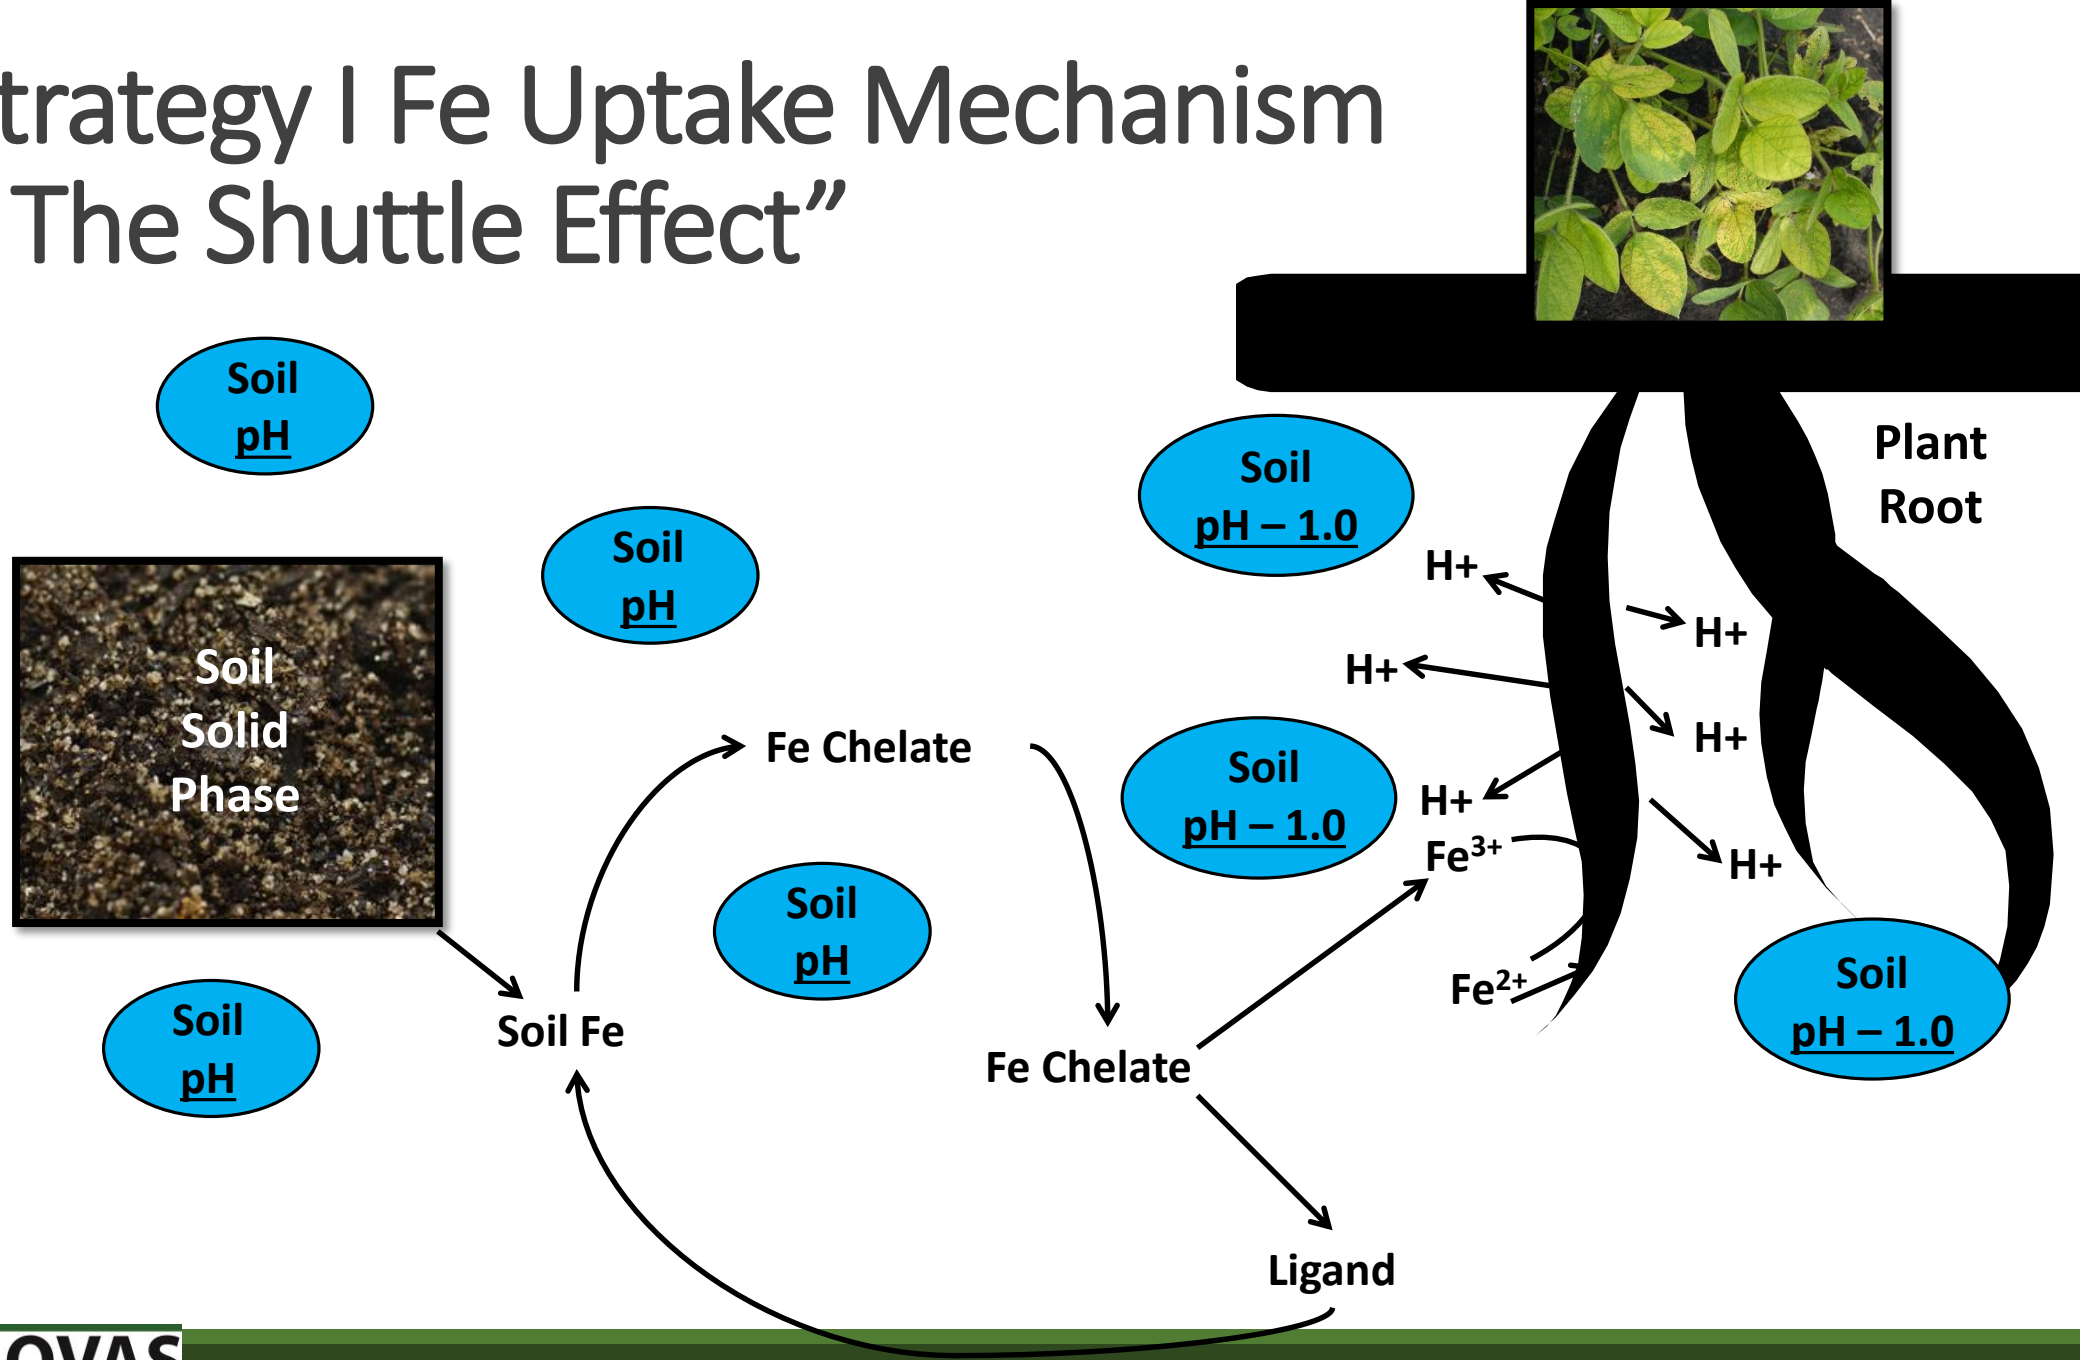 trategy I Fe Uptake Mechanism
The Shuttle Effect”
Soil
pH
Soil
pH
Soil
Solid
Phase
Soil
pH
Soil
pH
Soil Fe
Fe Chelate
Fe Chelate
Ligand
Soil
pH – 1.0
Soil
pH – 1.0
Plant
Root
H+
H+
H+
H+
H+
H+
Fe³⁺
Fe²⁺
Soil
pH – 1.0
OVAS